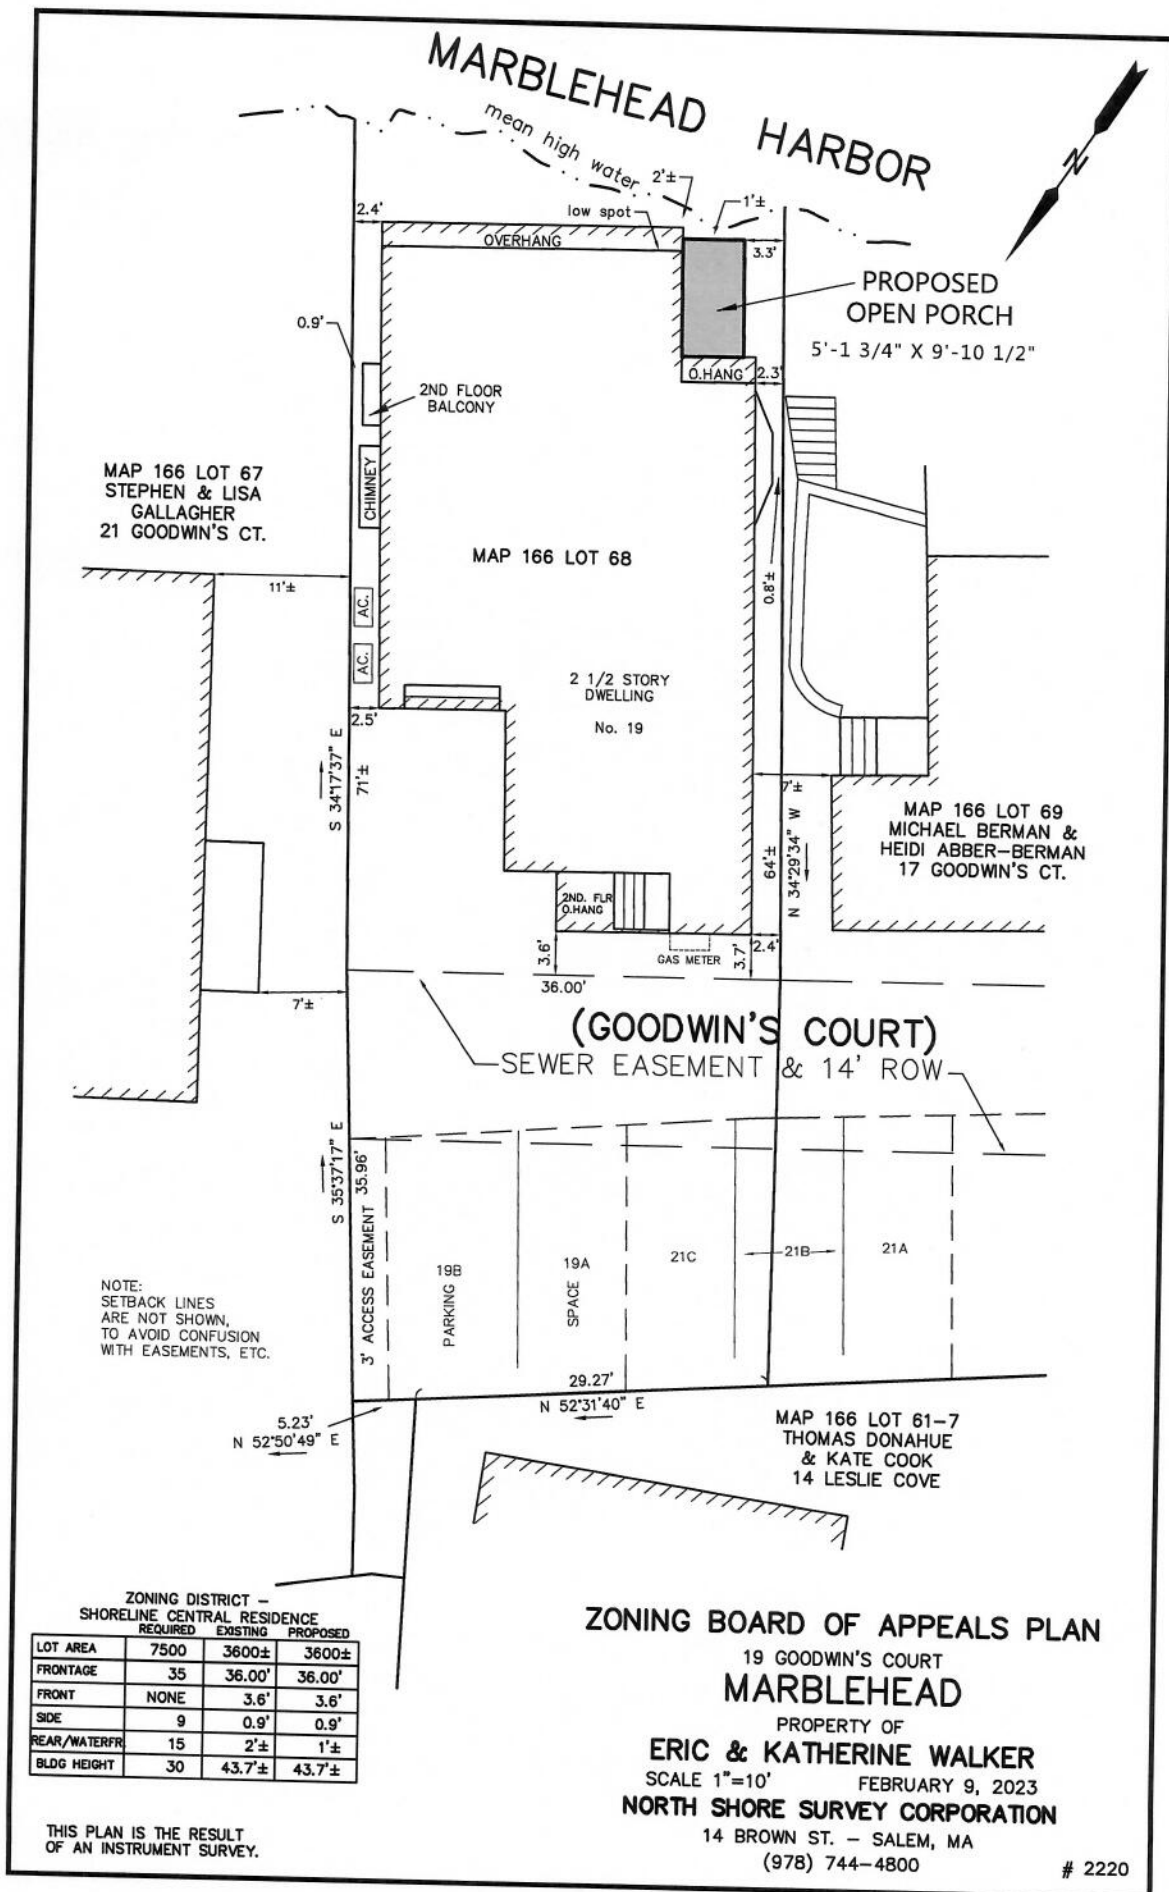 MARBLEHEAD HARBOR
mean high water
2'±
1'±
N
2.4'
low spot
OVERHANG
3.3'
PROPOSED
OPEN PORCH
5'-1 3/4" X 9'-10 1/2"
0.9'
O.HANG
2.3'
2ND FLOOR
BALCONY
CHIMNEY
MAP 166 LOT 67
STEPHEN & LISA
GALLAGHER
21 GOODWIN'S CT.
MAP 166 LOT 68
11'±
AC.
AC.
0.8'±
2 1/2 STORY
DWELLING
No. 19
2.5'
S 34°17'37" E
71'±
7'±
64'±
N 34°29'34" W
MAP 166 LOT 69
MICHAEL BERMAN &
HEIDI ABBER-BERMAN
17 GOODWIN'S CT.
2ND. FLR
O.HANG
3.6'
GAS METER
3.7'
2.4'
36.00'
7'±
(GOODWIN'S COURT)
SEWER EASEMENT & 14' ROW
S 35°37'17" E
3' ACCESS EASEMENT 35.96'
19B
PARKING
19A
SPACE
21C
21B
21A
NOTE:
SETBACK LINES
ARE NOT SHOWN,
TO AVOID CONFUSION
WITH EASEMENTS, ETC.
29.27'
N 52°31'40" E
5.23'
N 52°50'49" E
MAP 166 LOT 61-7
THOMAS DONAHUE
& KATE COOK
14 LESLIE COVE
ZONING DISTRICT -
SHORELINE CENTRAL RESIDENCE
REQUIRED EXISTING PROPOSED
LOT AREA 7500 3600± 3600±
FRONTAGE 35 36.00' 36.00'
FRONT NONE 3.6' 3.6'
SIDE 9 0.9' 0.9'
REAR/WATERFR 15 2'± 1'±
BLDG HEIGHT 30 43.7'± 43.7'±
THIS PLAN IS THE RESULT
OF AN INSTRUMENT SURVEY.
ZONING BOARD OF APPEALS PLAN
19 GOODWIN'S COURT
MARBLEHEAD
PROPERTY OF
ERIC & KATHERINE WALKER
SCALE 1"=10' FEBRUARY 9, 2023
NORTH SHORE SURVEY CORPORATION
14 BROWN ST. - SALEM, MA
(978) 744-4800
# 2220